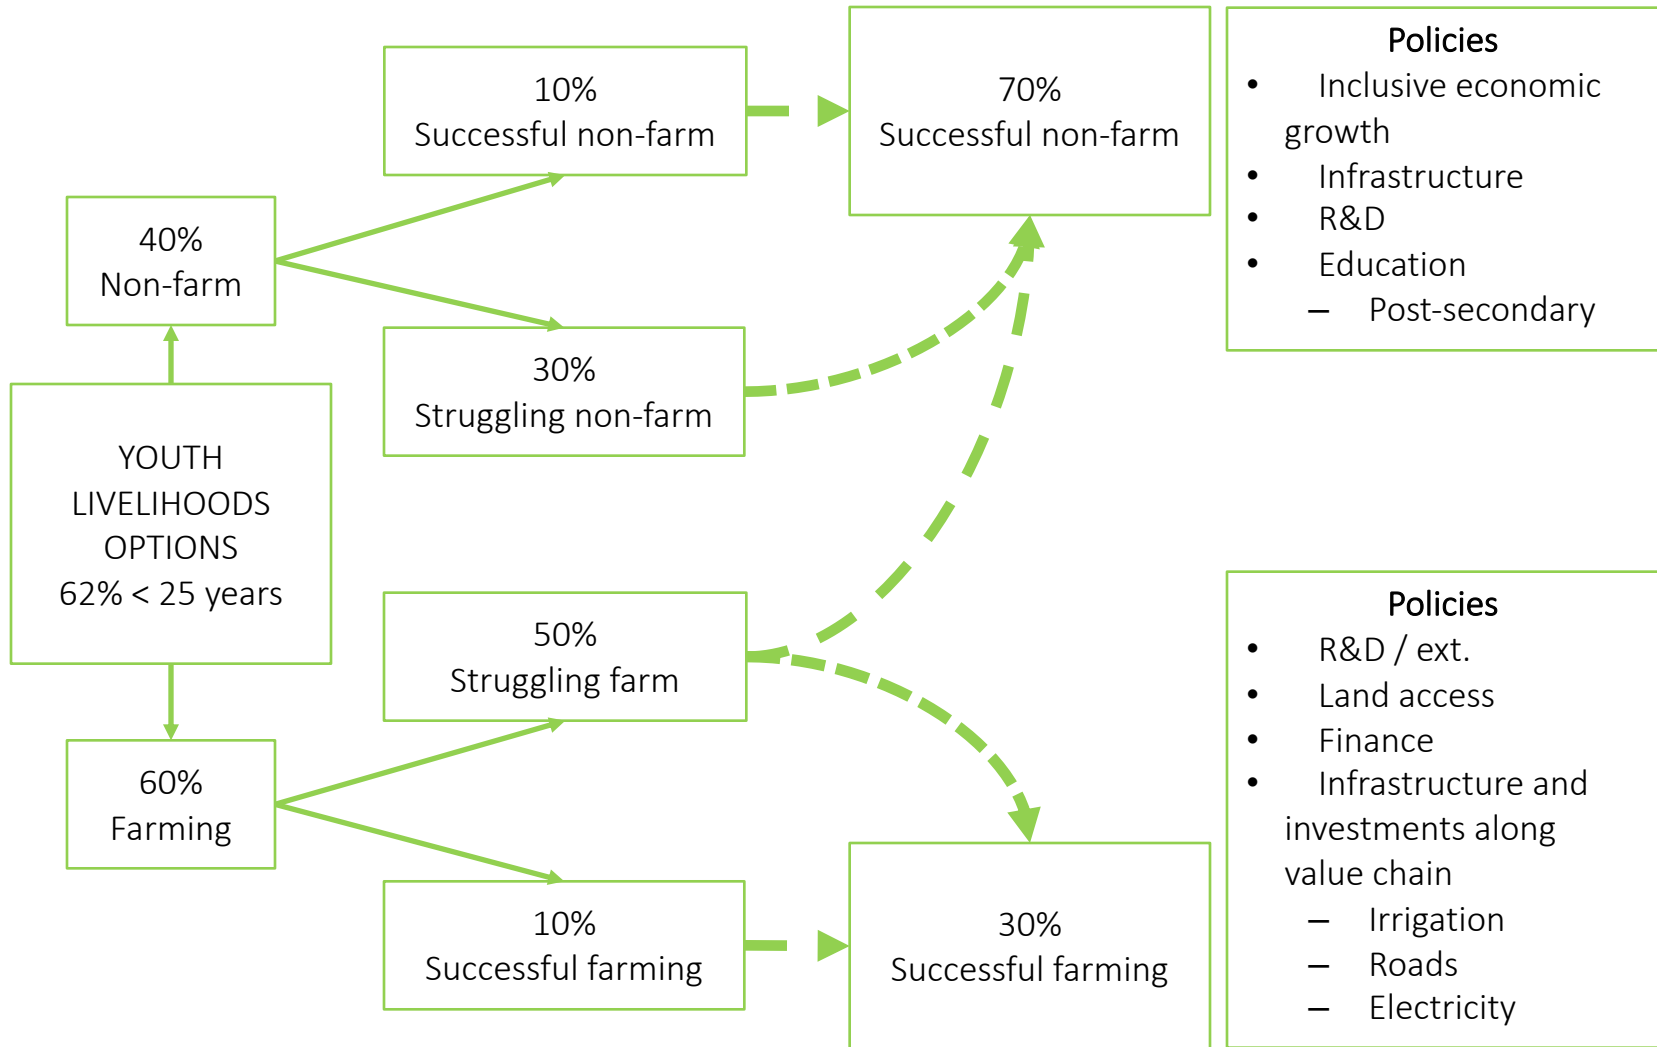 10%
Successful non-farm
70%
Successful non-farm
Policies
• Inclusive economic
growth
• Infrastructure
• R&D
• Education
– Post-secondary
40%
Non-farm
30%
Struggling non-farm
YOUTH
LIVELIHOODS
OPTIONS
62% < 25 years
50%
Struggling farm
60%
Farming
10%
Successful farming
30%
Successful farming
Policies
• R&D / ext.
• Land access
• Finance
• Infrastructure and
investments along
value chain
– Irrigation
– Roads
– Electricity